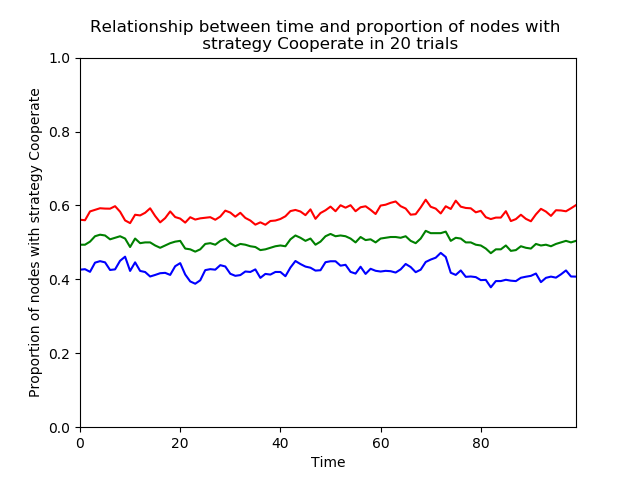 Relationship between time and proportion of nodes with
strategy Cooperate in 20 trials
1.0
0.8
0.6
0.4
0.2
0.0
Proportion of nodes with strategy Cooperate
0 20 40 60 80
Time